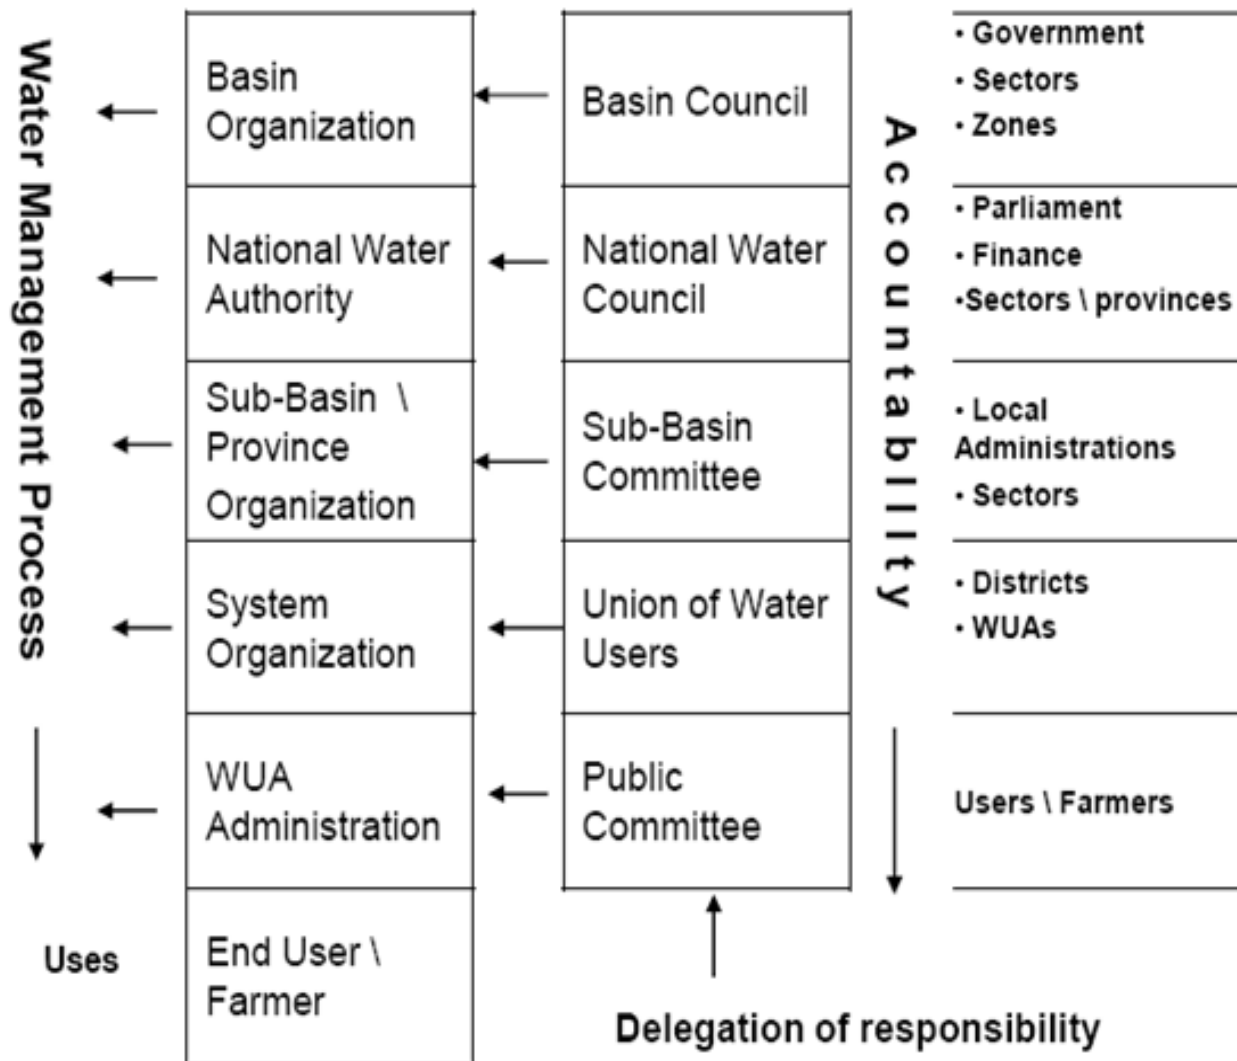 Water Management Process
Basin
Organization
Basin Council
• Government
• Sectors
• Zones
Accountability
National Water
Authority
National Water
Council
• Parliament
• Finance
•Sectors \ provinces
Sub-Basin \
Province
Organization
Sub-Basin
Committee
• Local
Administrations
• Sectors
System
Organization
Union of Water
Users
• Districts
• WUAs
WUA
Administration
Public
Committee
Users \ Farmers
Uses
End User \
Farmer
Delegation of responsibility